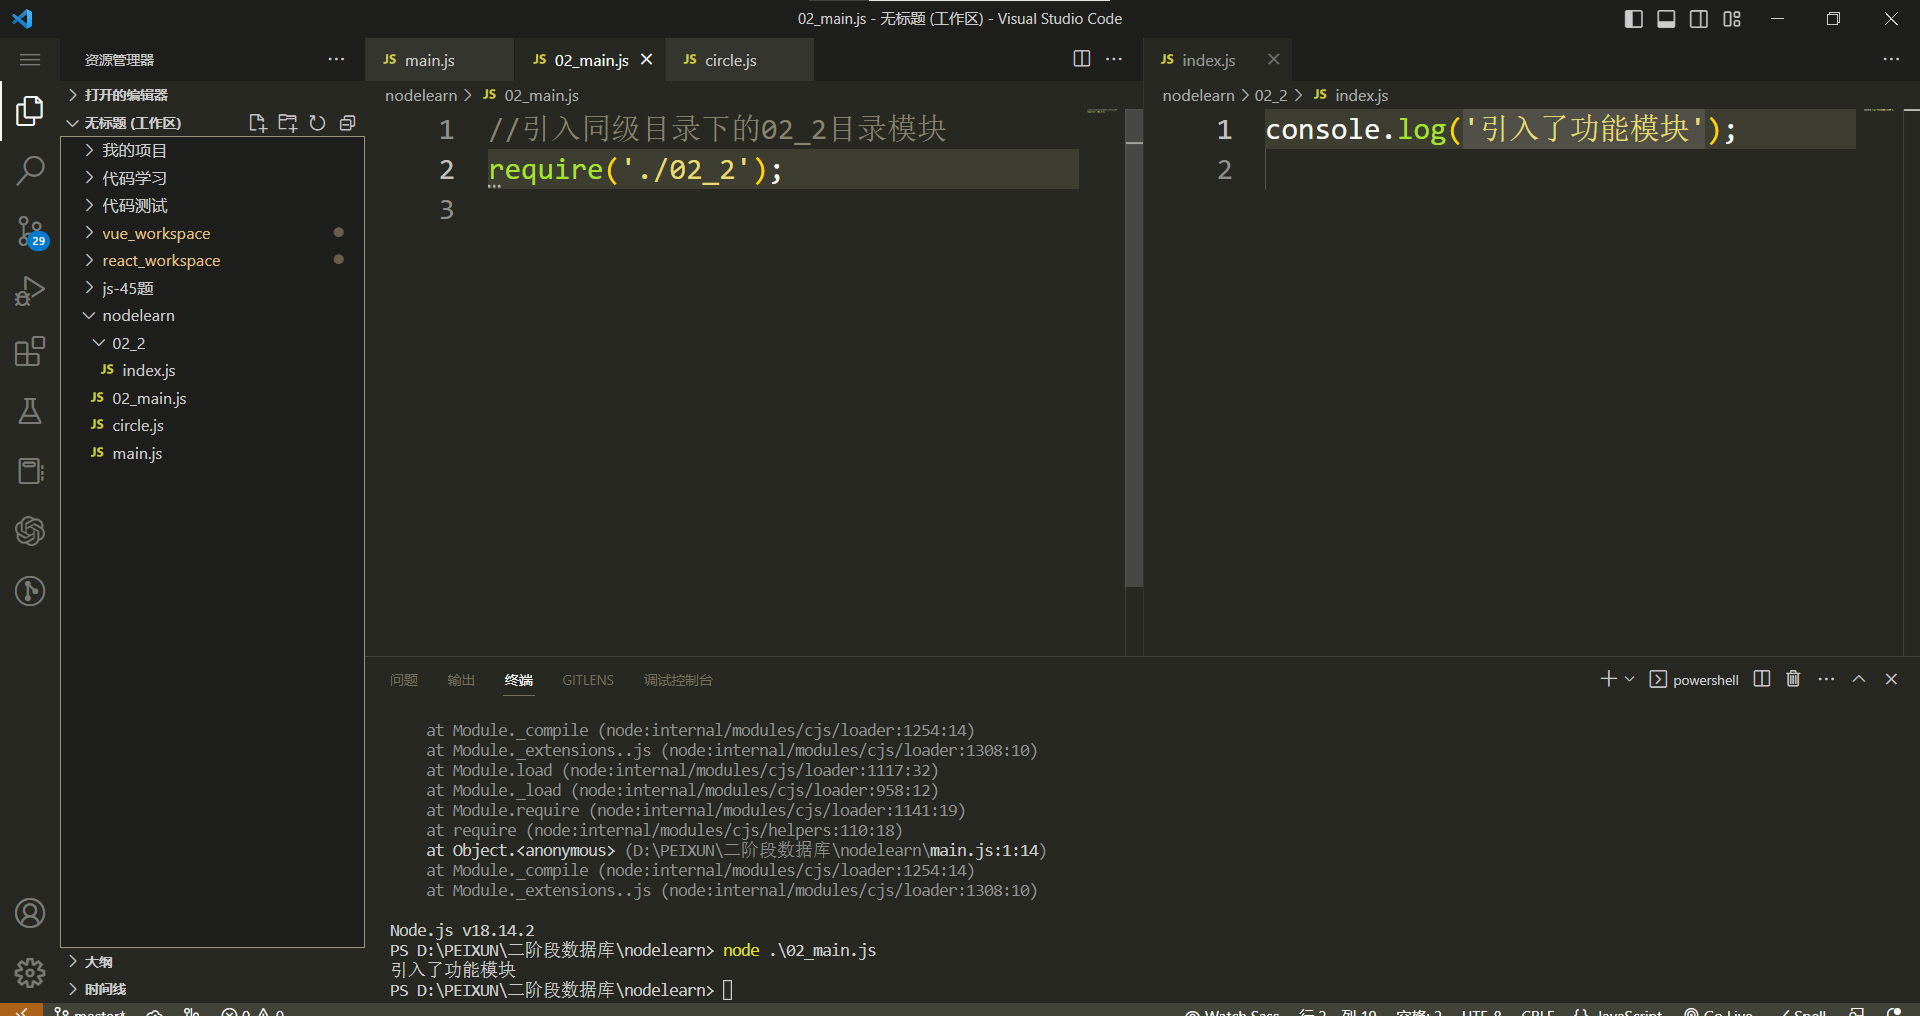 02_main.js - 无标题 (工作区) - Visual Studio Code
资源管理器
打开的编辑器
无标题 (工作区)
我的项目
代码学习
代码测试
vue_workspace
react_workspace
js-45题
nodelearn
02_2
JS index.js
JS 02_main.js
JS circle.js
JS main.js
大纲
时间线
29
JS main.js
JS 02_main.js
JS circle.js
nodelearn > 02_main.js
1 //引入同级目录下的02_2目录模块
2 require('./02_2');
3
JS index.js
nodelearn > 02_2 > JS index.js
1 console.log('引入了功能模块');
2
问题 输出 终端 GITLENS 调试控制台
powershell
at Module._compile (node:internal/modules/cjs/loader:1254:14)
at Module._extensions..js (node:internal/modules/cjs/loader:1308:10)
at Module.load (node:internal/modules/cjs/loader:1117:32)
at Module._load (node:internal/modules/cjs/loader:958:12)
at Module.require (node:internal/modules/cjs/loader:1141:19)
at require (node:internal/modules/cjs/helpers:110:18)
at Object.<anonymous> (D:\PEIXUN\二阶段数据库\nodelearn\main.js:1:14)
at Module._compile (node:internal/modules/cjs/loader:1254:14)
at Module._extensions..js (node:internal/modules/cjs/loader:1308:10)
Node.js v18.14.2
PS D:\PEIXUN\二阶段数据库\nodelearn> node .\02_main.js
引入了功能模块
PS D:\PEIXUN\二阶段数据库\nodelearn>
master* 0 0 Watch Sass 行 2, 列 19 空格: 2 UTF-8 CRLF {} JavaScript Go Live Spell